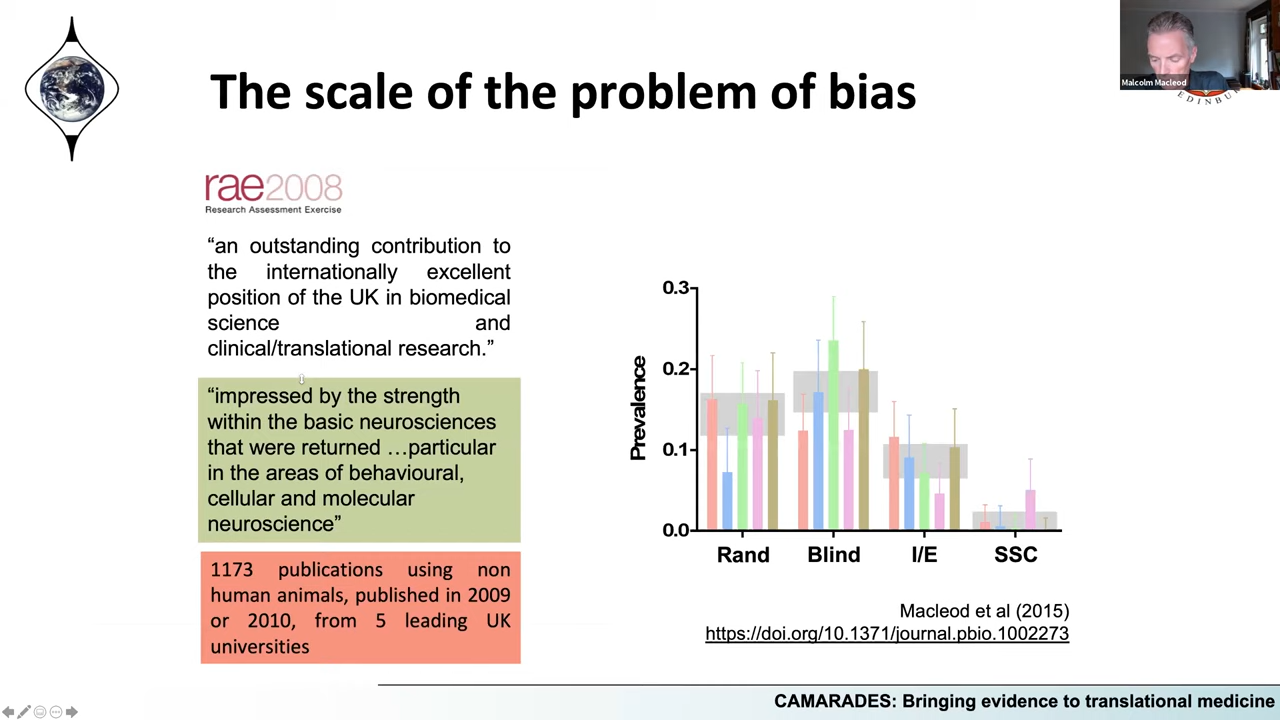 The scale of the problem of bias
Malcolm Macleod
EDINBU
rae2008
Research Assessment Exercise
“an outstanding contribution to
the internationally excellent
position of the UK in biomedical
science and
clinical/translational research.”
“impressed by the strength
within the basic neurosciences
that were returned …particular
in the areas of behavioural,
cellular and molecular
neuroscience”
1173 publications using non
human animals, published in 2009
or 2010, from 5 leading UK
universities
Prevalence
0.3
0.2
0.1
0.0
Rand Blind I/E SSC
Macleod et al (2015)
https://doi.org/10.1371/journal.pbio.1002273
CAMARADES: Bringing evidence to translational medicine